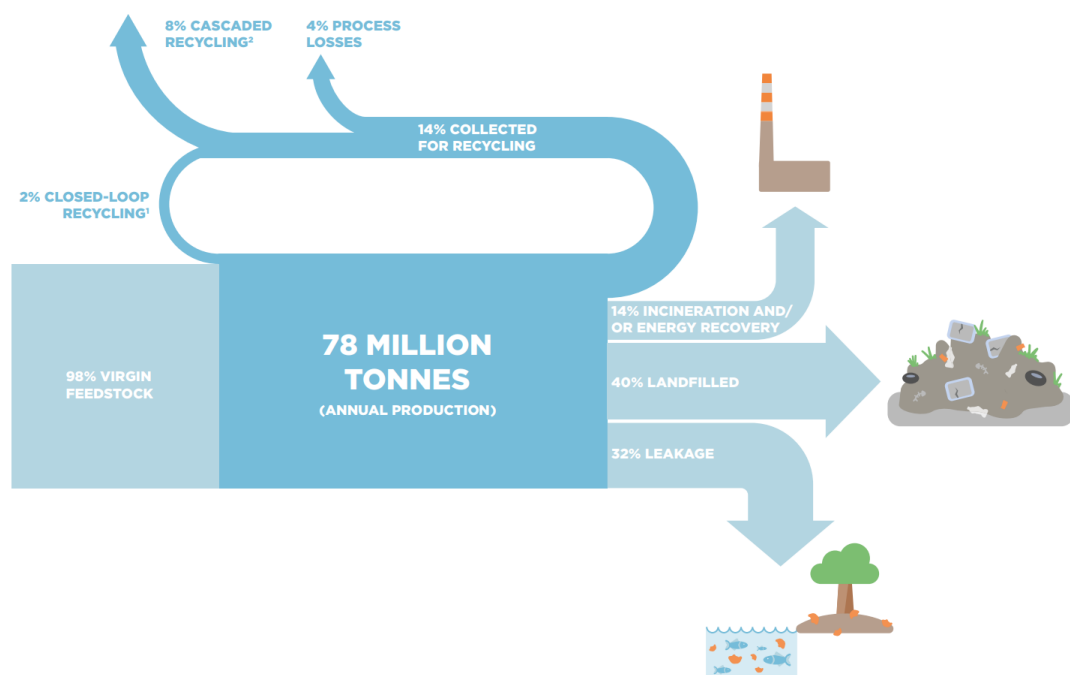 8% CASCADED
RECYCLING²
4% PROCESS
LOSSES
14% COLLECTED
FOR RECYCLING
2% CLOSED-LOOP
RECYCLING¹
98% VIRGIN
FEEDSTOCK
78 MILLION
TONNES
(ANNUAL PRODUCTION)
14% INCINERATION AND/
OR ENERGY RECOVERY
40% LANDFILLED
32% LEAKAGE